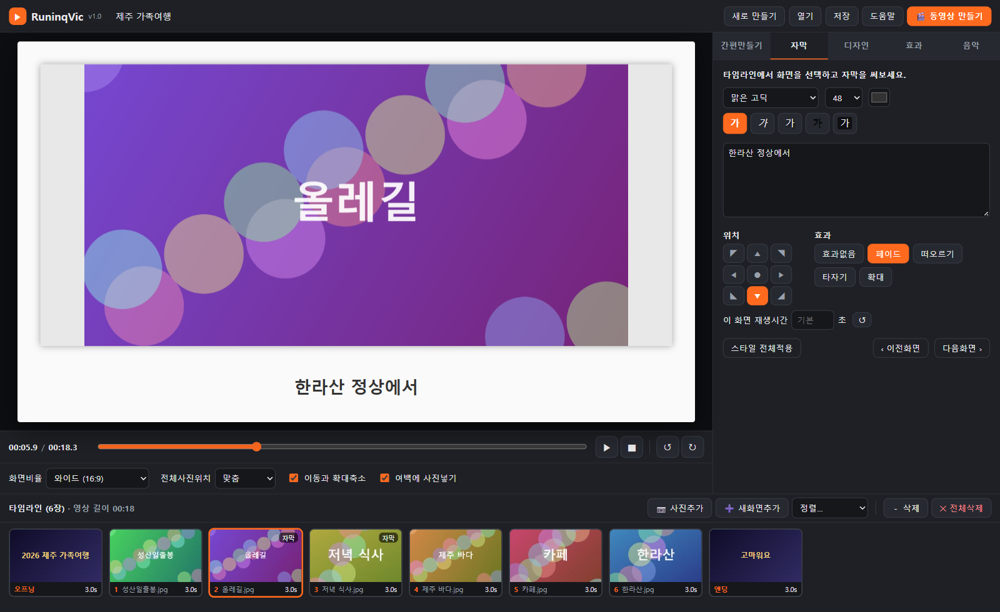 RuninqVic v1.0 제주 가족여행 새로 만들기 열기 저장 도움말 동영상 만들기
간편만들기 자막 디자인 효과 음악
타임라인에서 화면을 선택하고 자막을 써보세요.
맑은 고딕 48
가 가 가 가 가
한라산 정상에서
위치 효과
효과없음 페이드 떠오르기
타자기 확대
이 화면 재생시간 기본 초
스타일 전체적용 ‹ 이전화면 다음화면 ›
올레길
한라산 정상에서
00:05.9 / 00:18.3
화면비율 와이드 (16:9) 전체사진위치 맞춤 이동과 확대축소 여백에 사진넣기
타임라인 (6장) · 영상 길이 00:18 사진추가 새화면추가 정렬... - 삭제 × 전체삭제
2026 제주 가족여행
오프닝 3.0s
성산일출봉
1 성산일출봉.jpg 3.0s
자막
올레길
2 올레길.jpg 3.0s
자막
저녁 식사
3 저녁 식사.jpg 3.0s
제주 바다
4 제주 바다.jpg 3.0s
카페
5 카페.jpg 3.0s
한라산
6 한라산.jpg 3.0s
고마워요
엔딩 3.0s